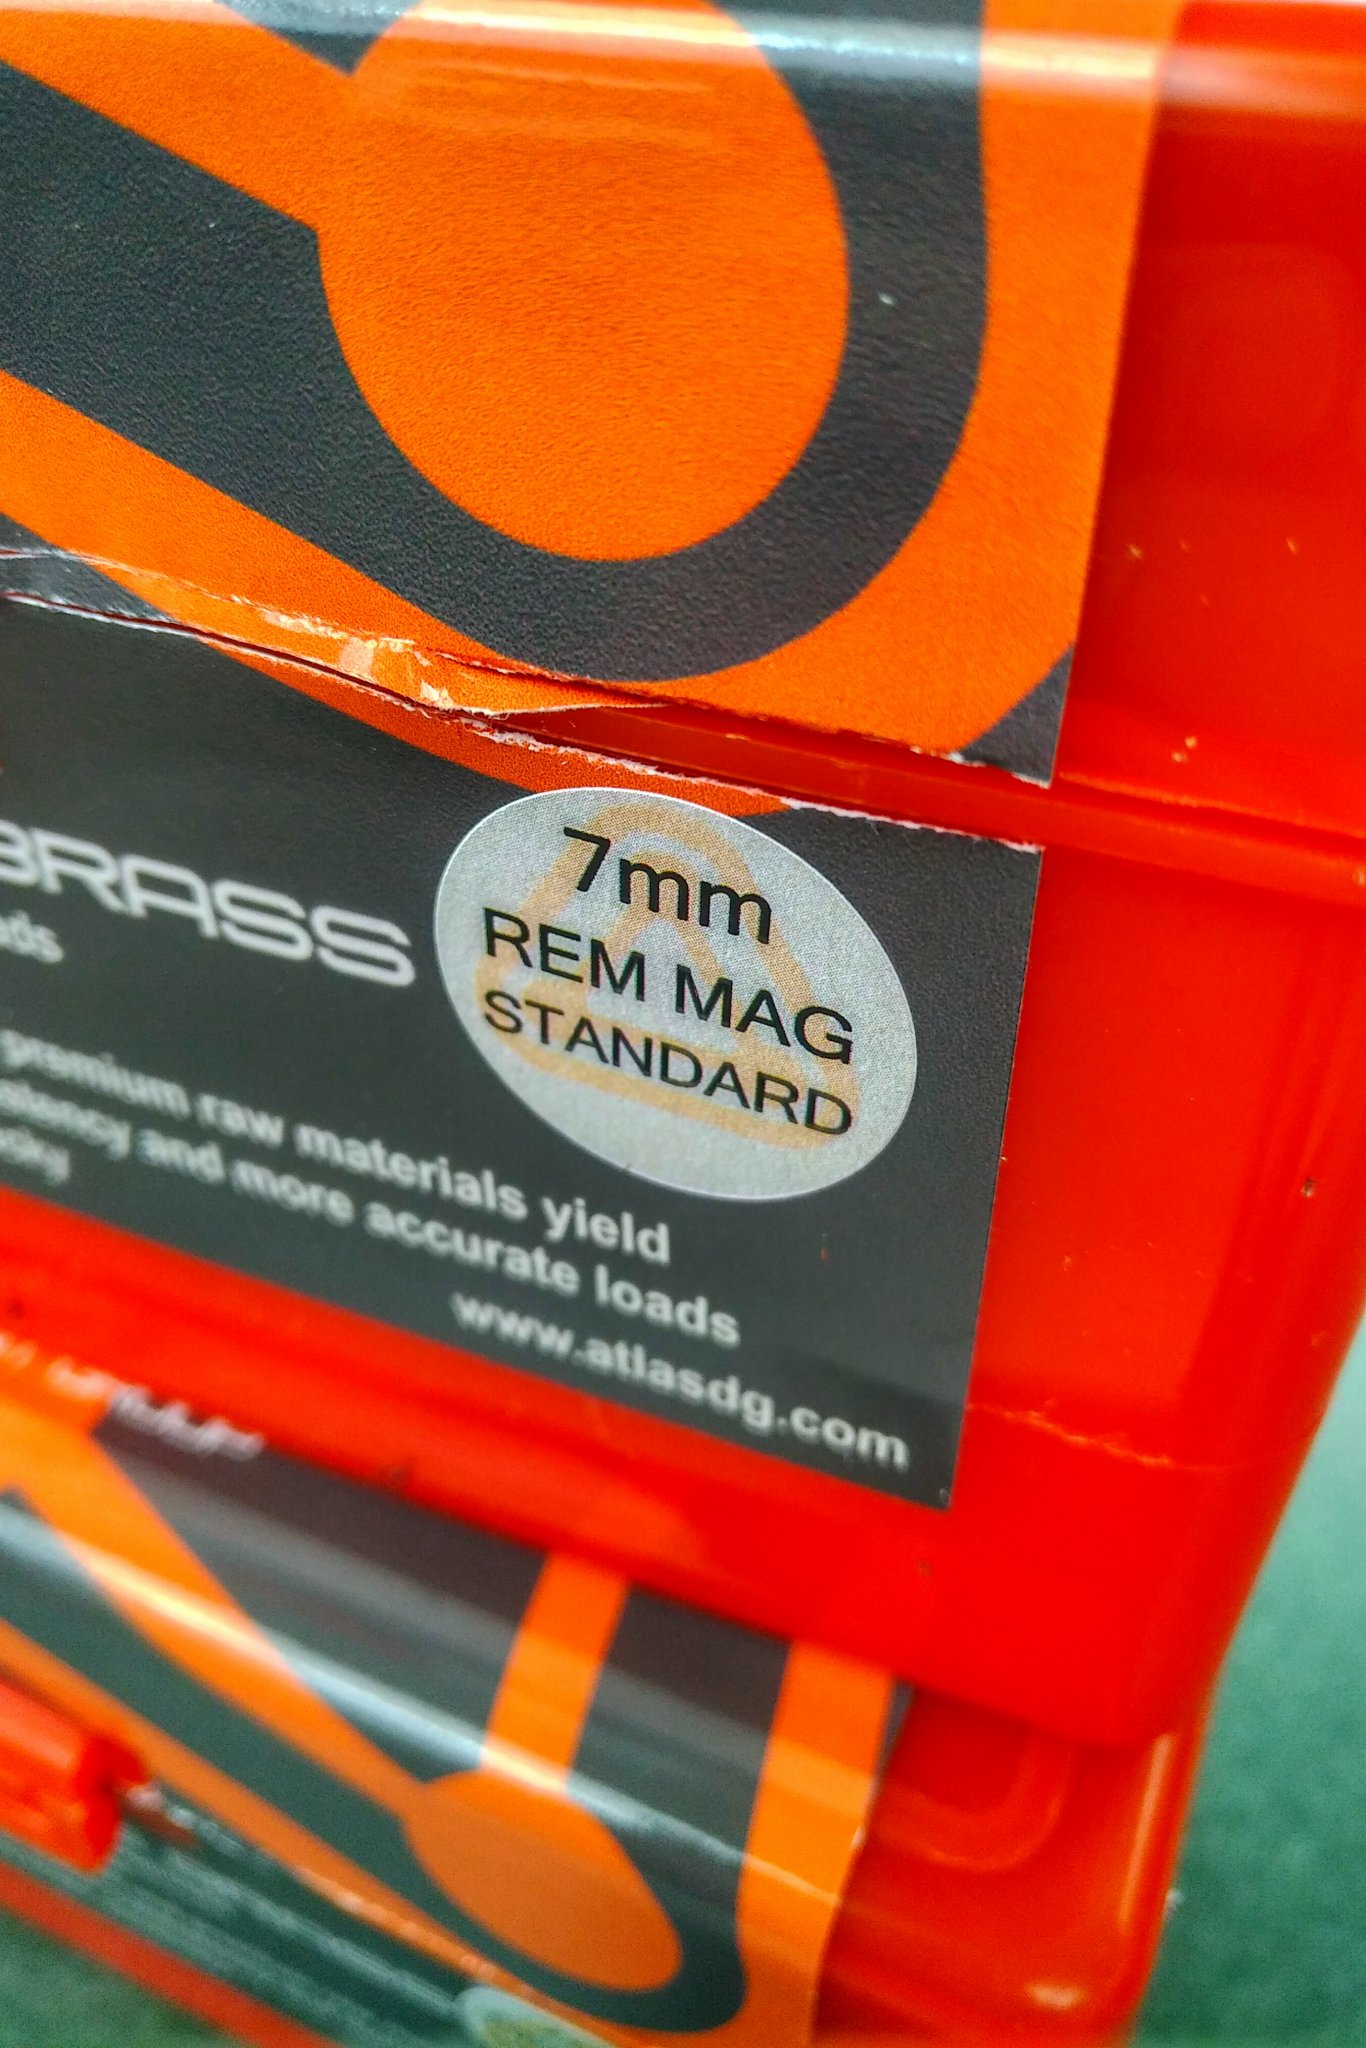 BRASS
7mm
REM MAG
STANDARD
premium raw materials yield
and more accurate loads
www.atlasdg.com